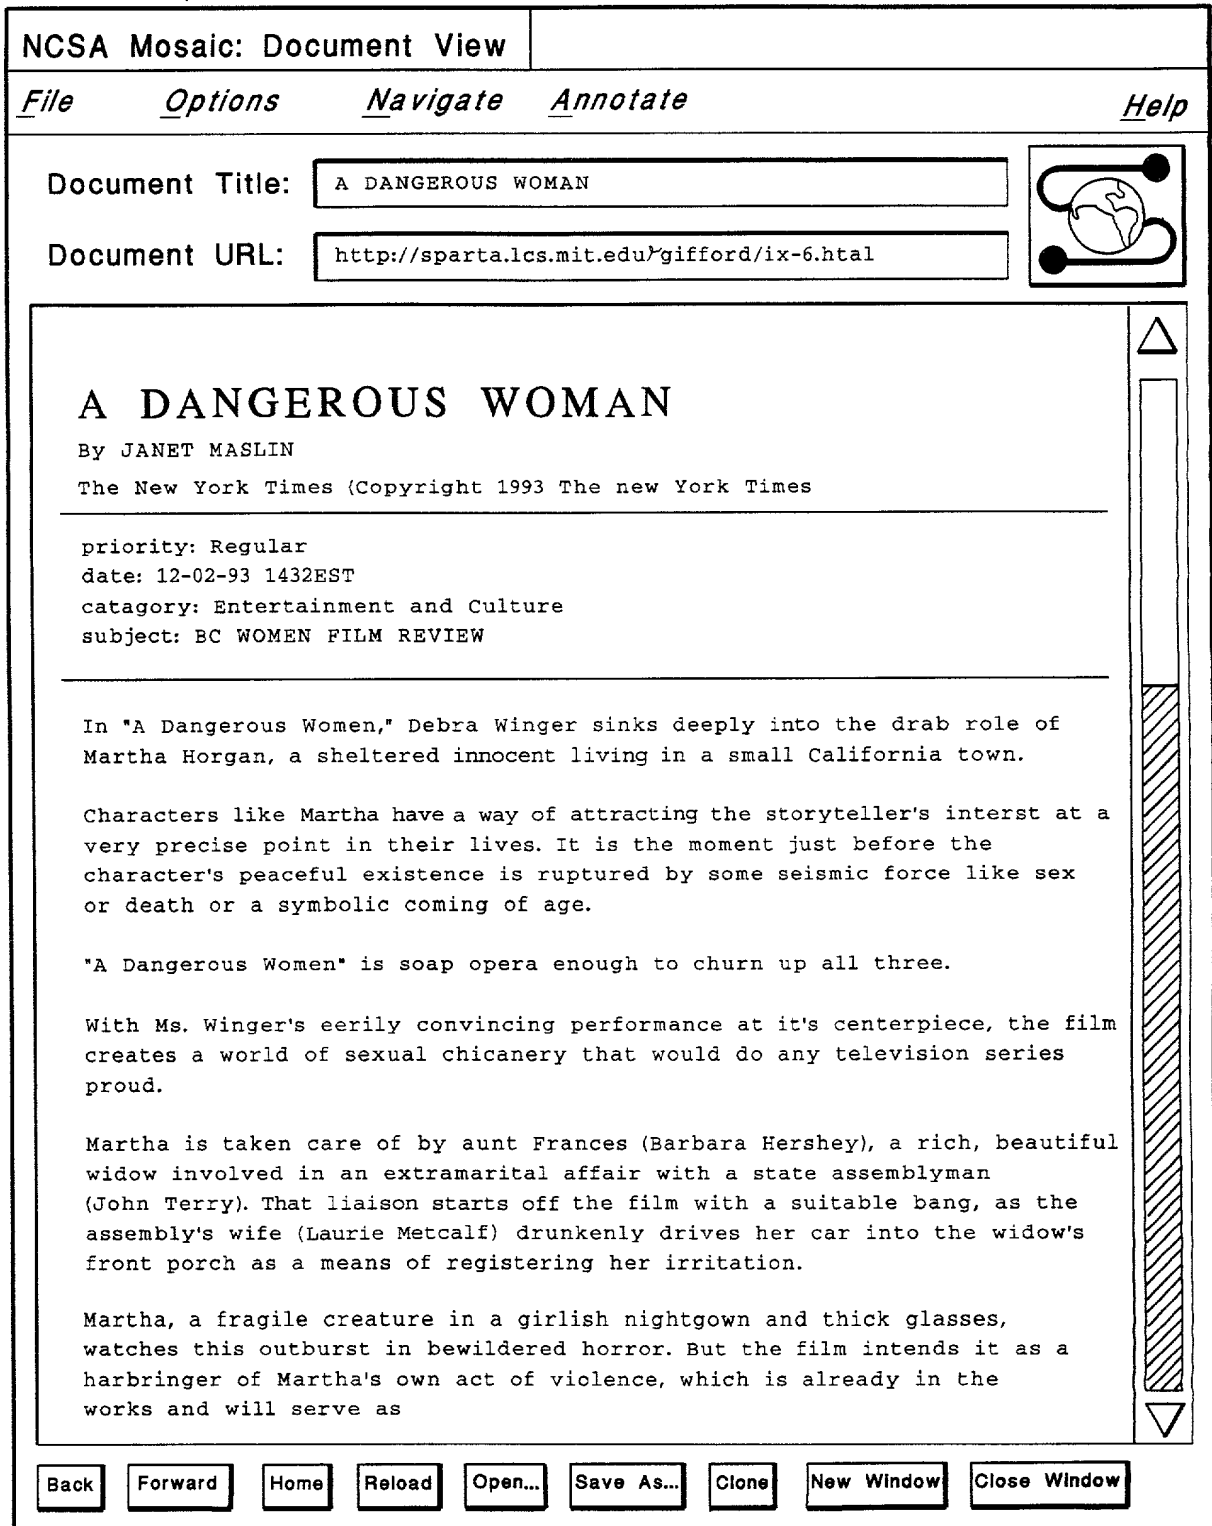 NCSA Mosaic: Document View
File Options Navigate Annotate Help
Document Title: A DANGEROUS WOMAN
Document URL: http://sparta.lcs.mit.edu/~gifford/ix-6.htal
A DANGEROUS WOMAN
By JANET MASLIN
The New York Times (Copyright 1993 The new York Times
priority: Regular
date: 12-02-93 1432EST
catagory: Entertainment and Culture
subject: BC WOMEN FILM REVIEW
In "A Dangerous Women," Debra Winger sinks deeply into the drab role of
Martha Horgan, a sheltered innocent living in a small California town.
Characters like Martha have a way of attracting the storyteller's interst at a
very precise point in their lives. It is the moment just before the
character's peaceful existence is ruptured by some seismic force like sex
or death or a symbolic coming of age.
"A Dangerous Women" is soap opera enough to churn up all three.
With Ms. Winger's eerily convincing performance at it's centerpiece, the film
creates a world of sexual chicanery that would do any television series
proud.
Martha is taken care of by aunt Frances (Barbara Hershey), a rich, beautiful
widow involved in an extramarital affair with a state assemblyman
(John Terry). That liaison starts off the film with a suitable bang, as the
assembly's wife (Laurie Metcalf) drunkenly drives her car into the widow's
front porch as a means of registering her irritation.
Martha, a fragile creature in a girlish nightgown and thick glasses,
watches this outburst in bewildered horror. But the film intends it as a
harbringer of Martha's own act of violence, which is already in the
works and will serve as
Back Forward Home Reload Open... Save As... Clone New Window Close Window